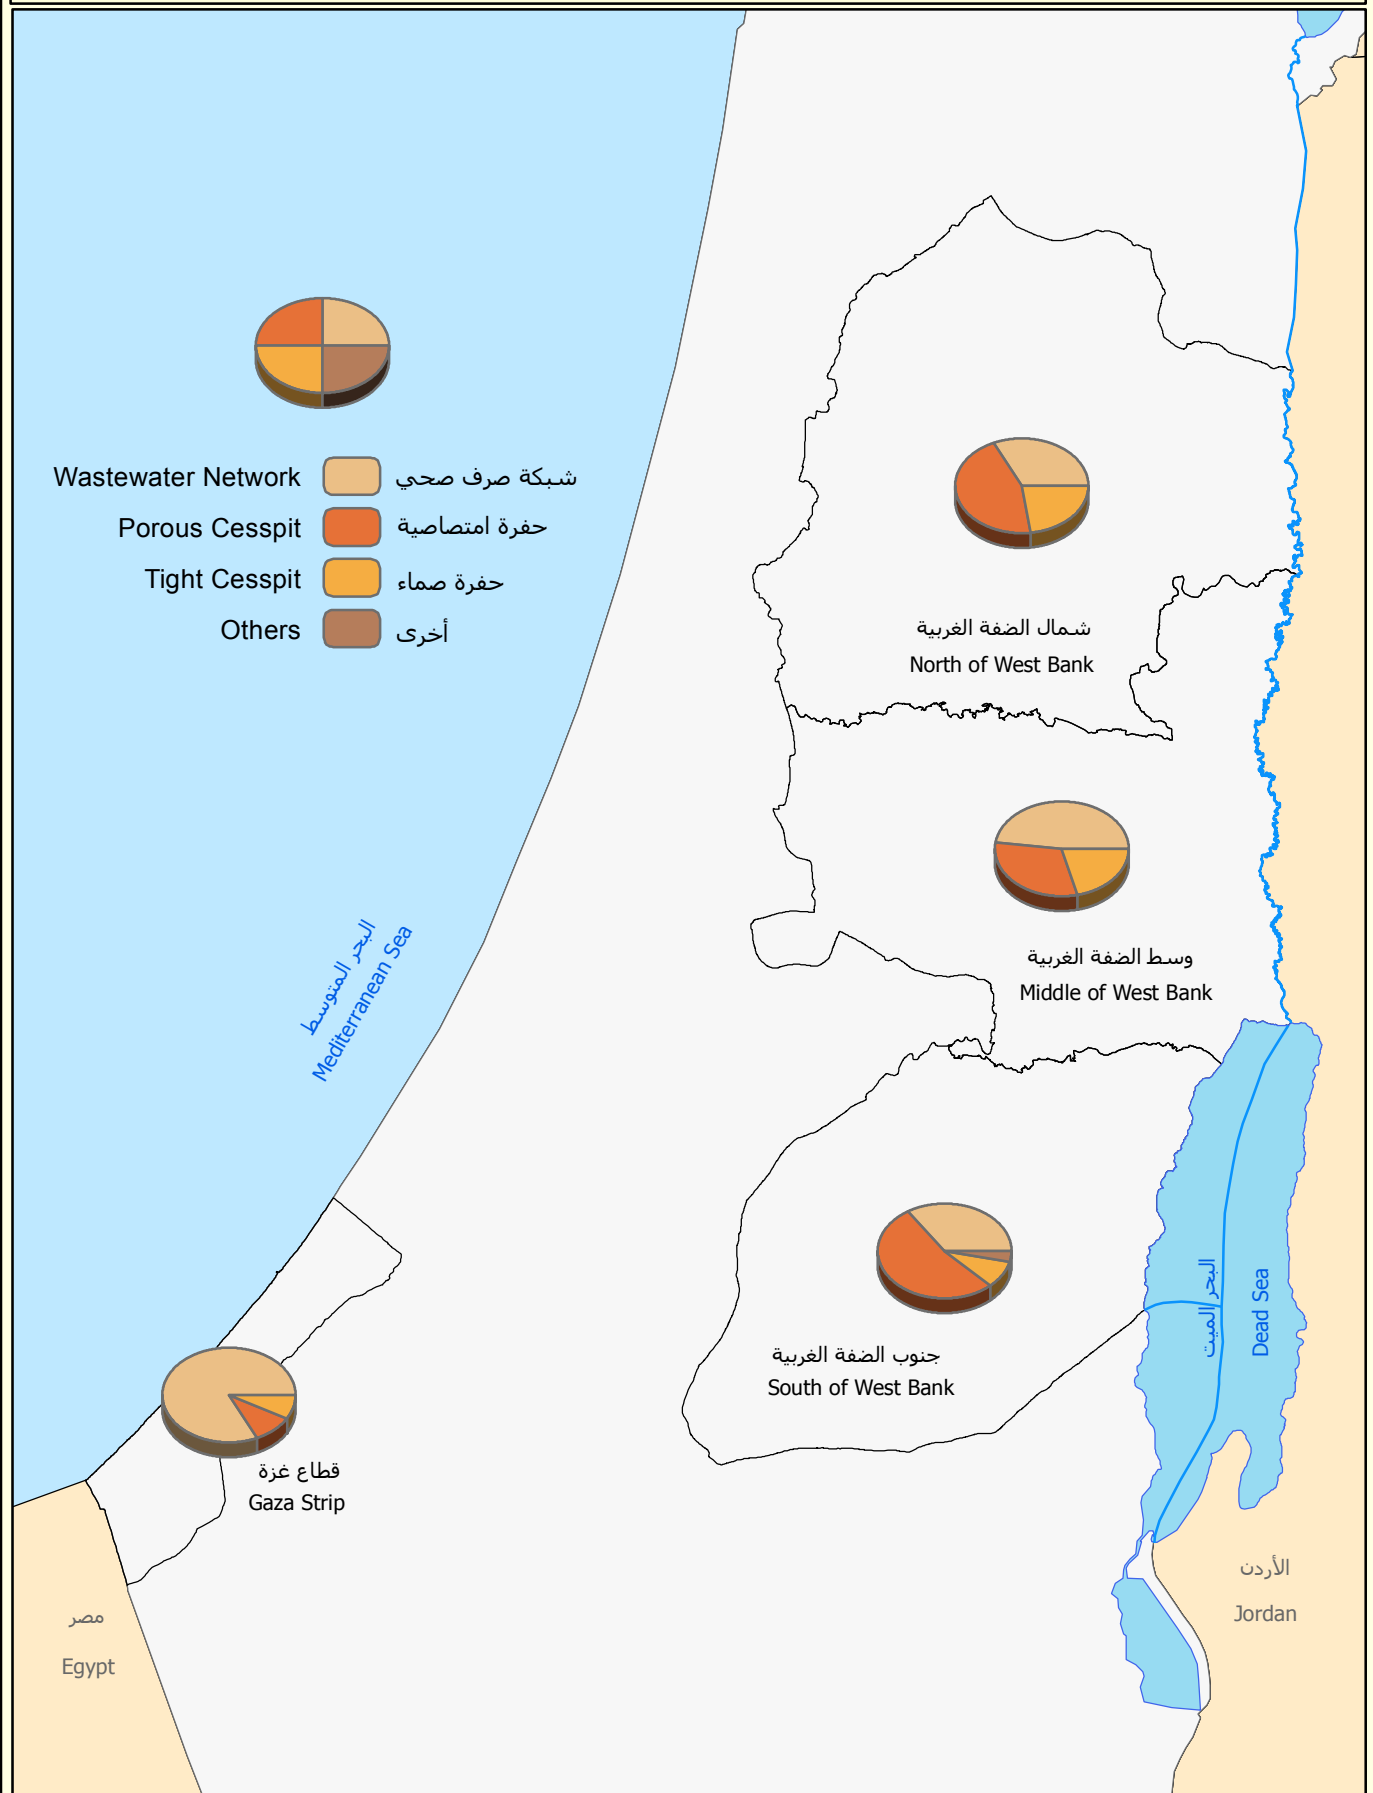 Wastewater Network شبكة صرف صحي
Porous Cesspit حفرة امتصاصية
Tight Cesspit حفرة صماء
Others أخرى
شمال الضفة الغربية
North of West Bank
وسط الضفة الغربية
Middle of West Bank
البحر المتوسط
Mediterranean Sea
البحر الميت
Dead Sea
جنوب الضفة الغربية
South of West Bank
قطاع غزة
Gaza Strip
الأردن
Jordan
مصر
Egypt